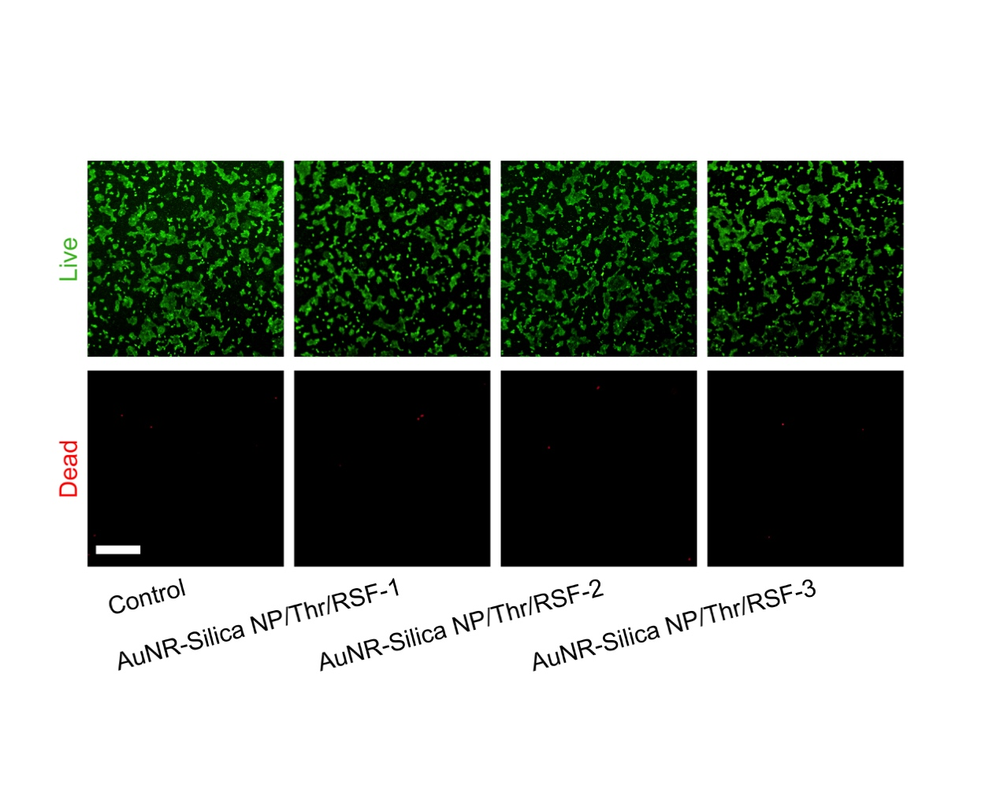 Live
Dead
Control
AuNR-Silica NP/Thr/RSF-1
AuNR-Silica NP/Thr/RSF-2
AuNR-Silica NP/Thr/RSF-3